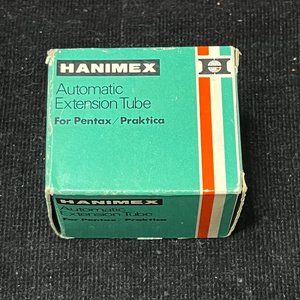 HANIMEX
Automatic
Extension Tube
For Pentax/Praktica
HANIMEX
Automatic
Extension Tube
For Pentax/Praktica